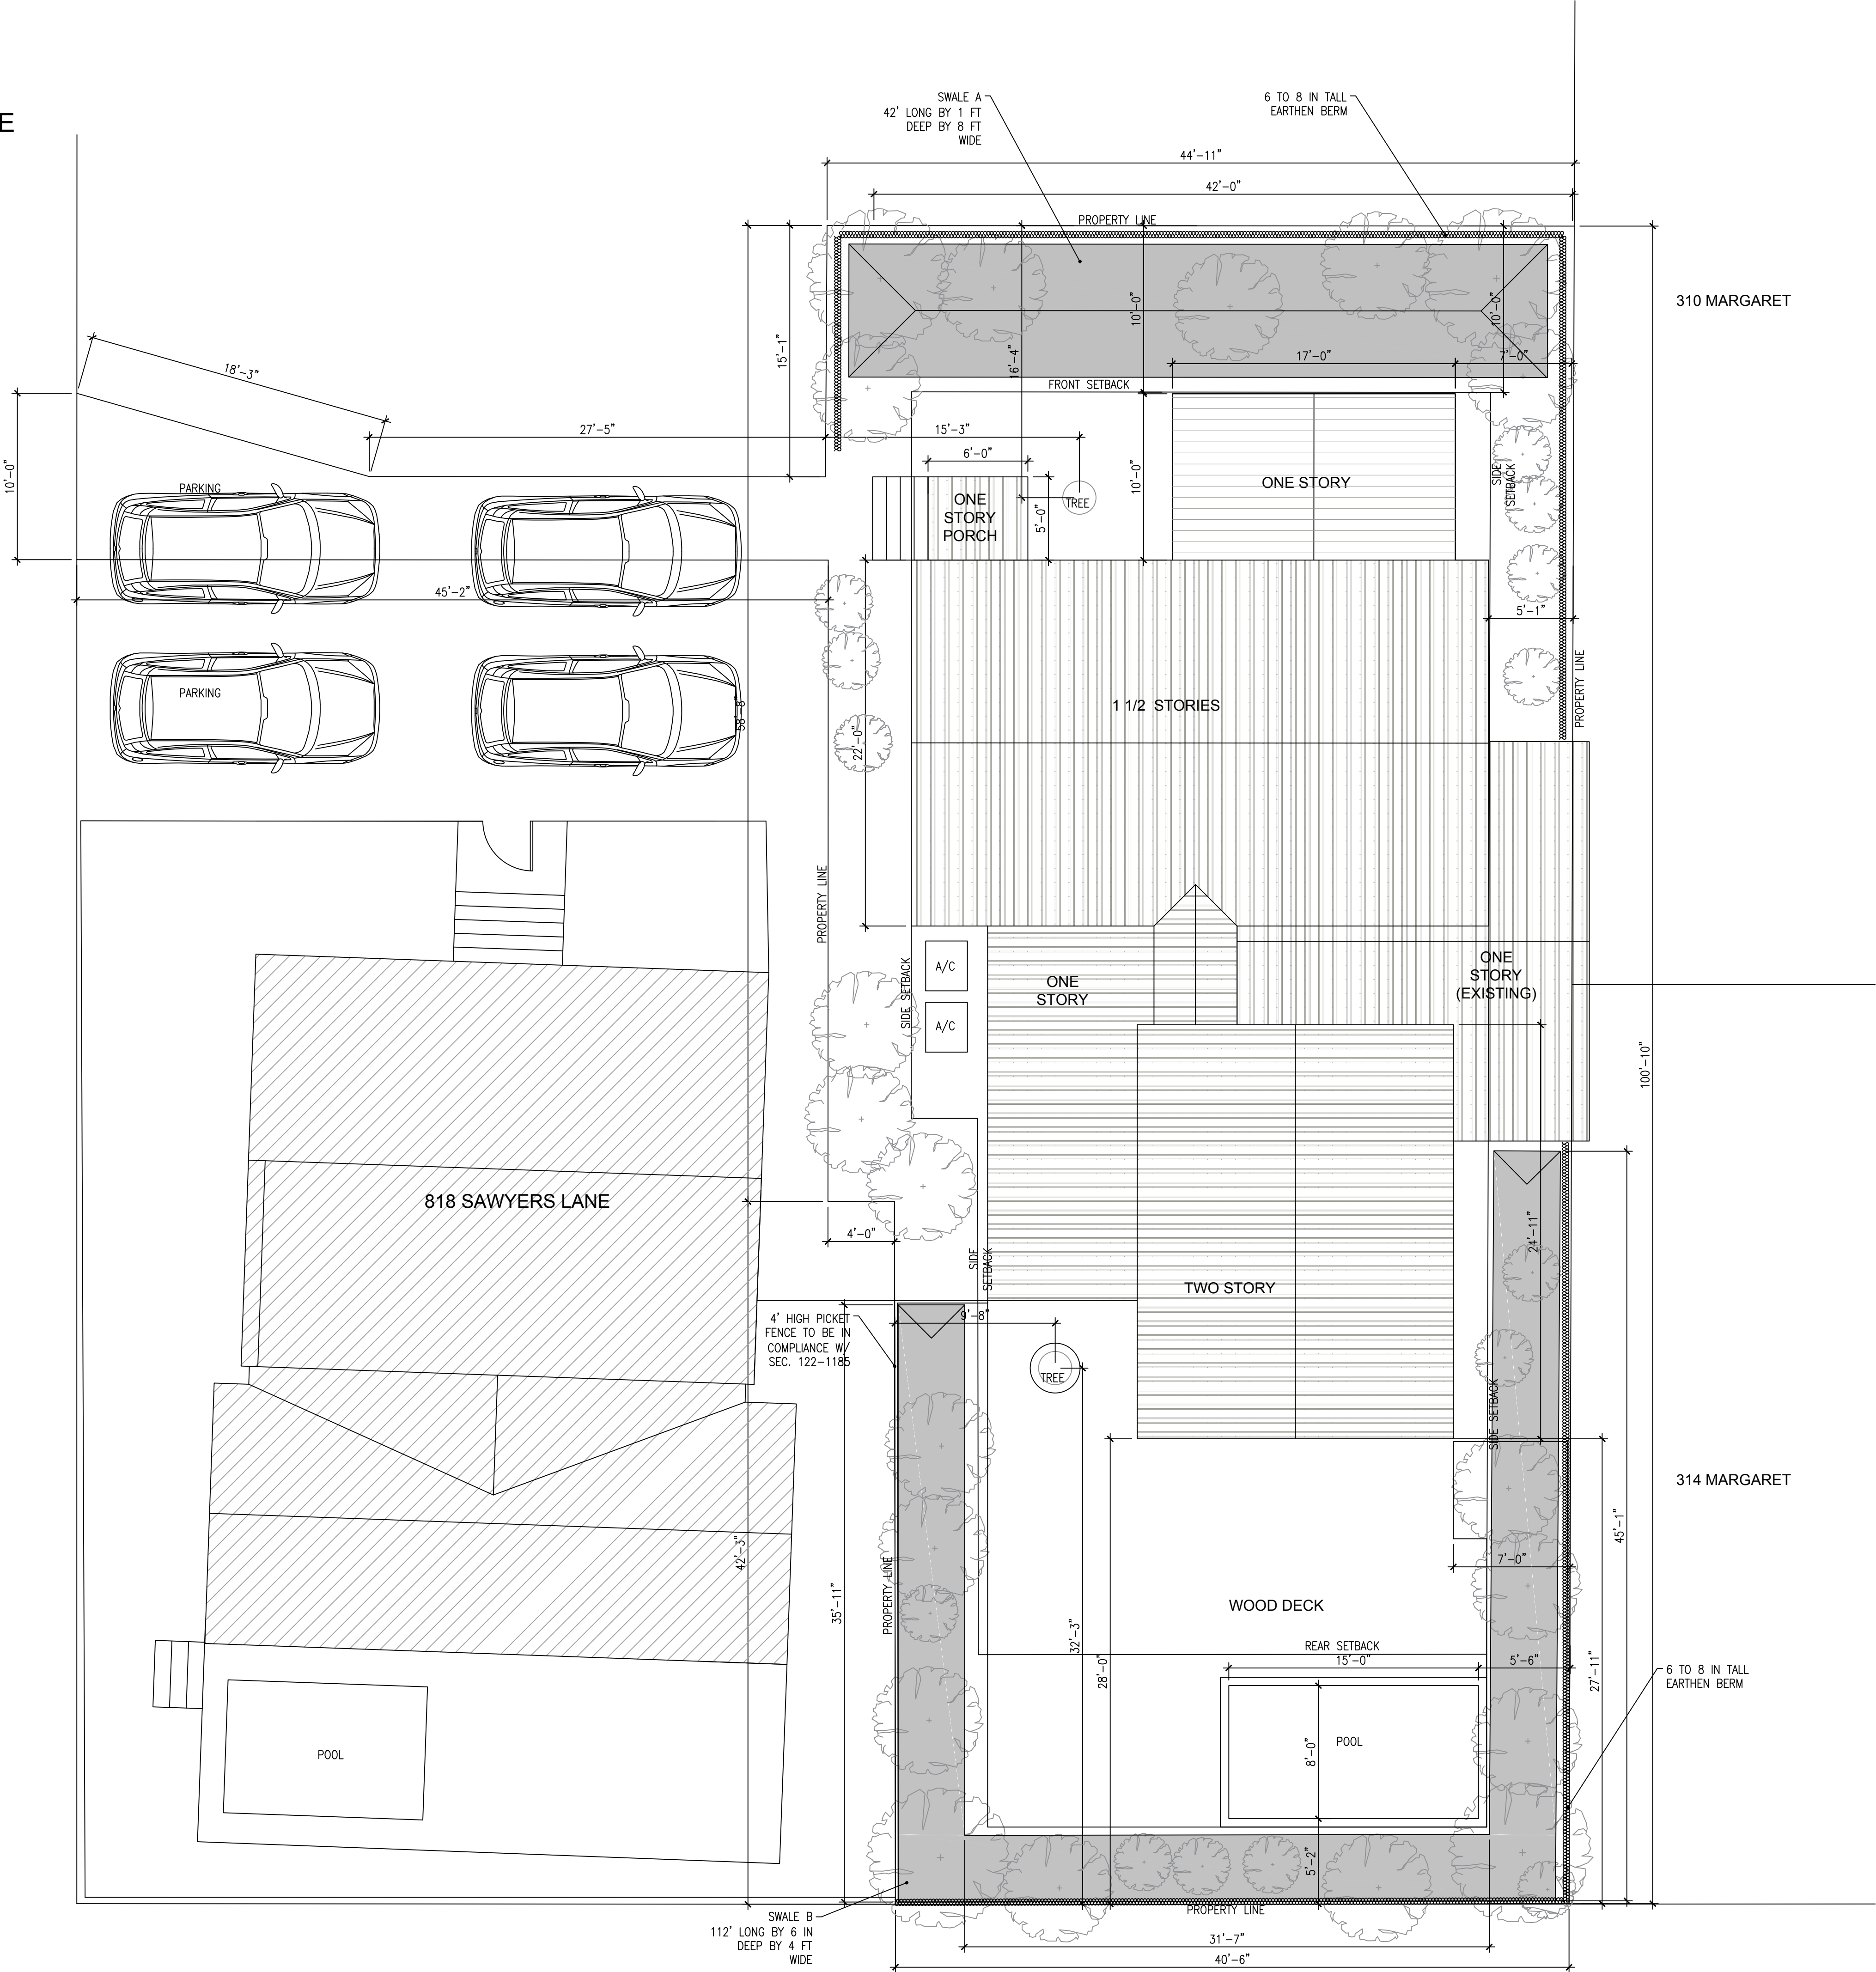 E
SWALE A
42' LONG BY 1 FT
DEEP BY 8 FT
WIDE
6 TO 8 IN TALL
EARTHEN BERM
44'-11"
42'-0"
PROPERTY LINE
310 MARGARET
15'-1"
16'-4"
10'-0"
10'-0"
18'-3"
17'-0"
7'-0"
FRONT SETBACK
27'-5"
15'-3"
10'-0"
6'-0"
10'-0"
SIDE
SETBACK
ONE STORY
PARKING
ONE
STORY
PORCH
TREE
5'-0"
45'-2"
5'-1"
PARKING
58'-8"
22'-0"
1 1/2 STORIES
PROPERTY LINE
PROPERTY LINE
SIDE SETBACK
A/C
A/C
ONE
STORY
ONE
STORY
(EXISTING)
100'-10"
818 SAWYERS LANE
4'-0"
24'-11"
SIDE
SETBACK
TWO STORY
4' HIGH PICKET
FENCE TO BE IN
COMPLIANCE W/
SEC. 122-1185
9'-8"
TREE
SIDE SETBACK
314 MARGARET
42'-3"
45'-1"
7'-0"
PROPERTY LINE
35'-11"
WOOD DECK
32'-3"
28'-0"
REAR SETBACK
15'-0"
5'-6"
27'-11"
6 TO 8 IN TALL
EARTHEN BERM
POOL
8'-0"
POOL
5'-2"
SWALE B
112' LONG BY 6 IN
DEEP BY 4 FT
WIDE
PROPERTY LINE
31'-7"
40'-6"